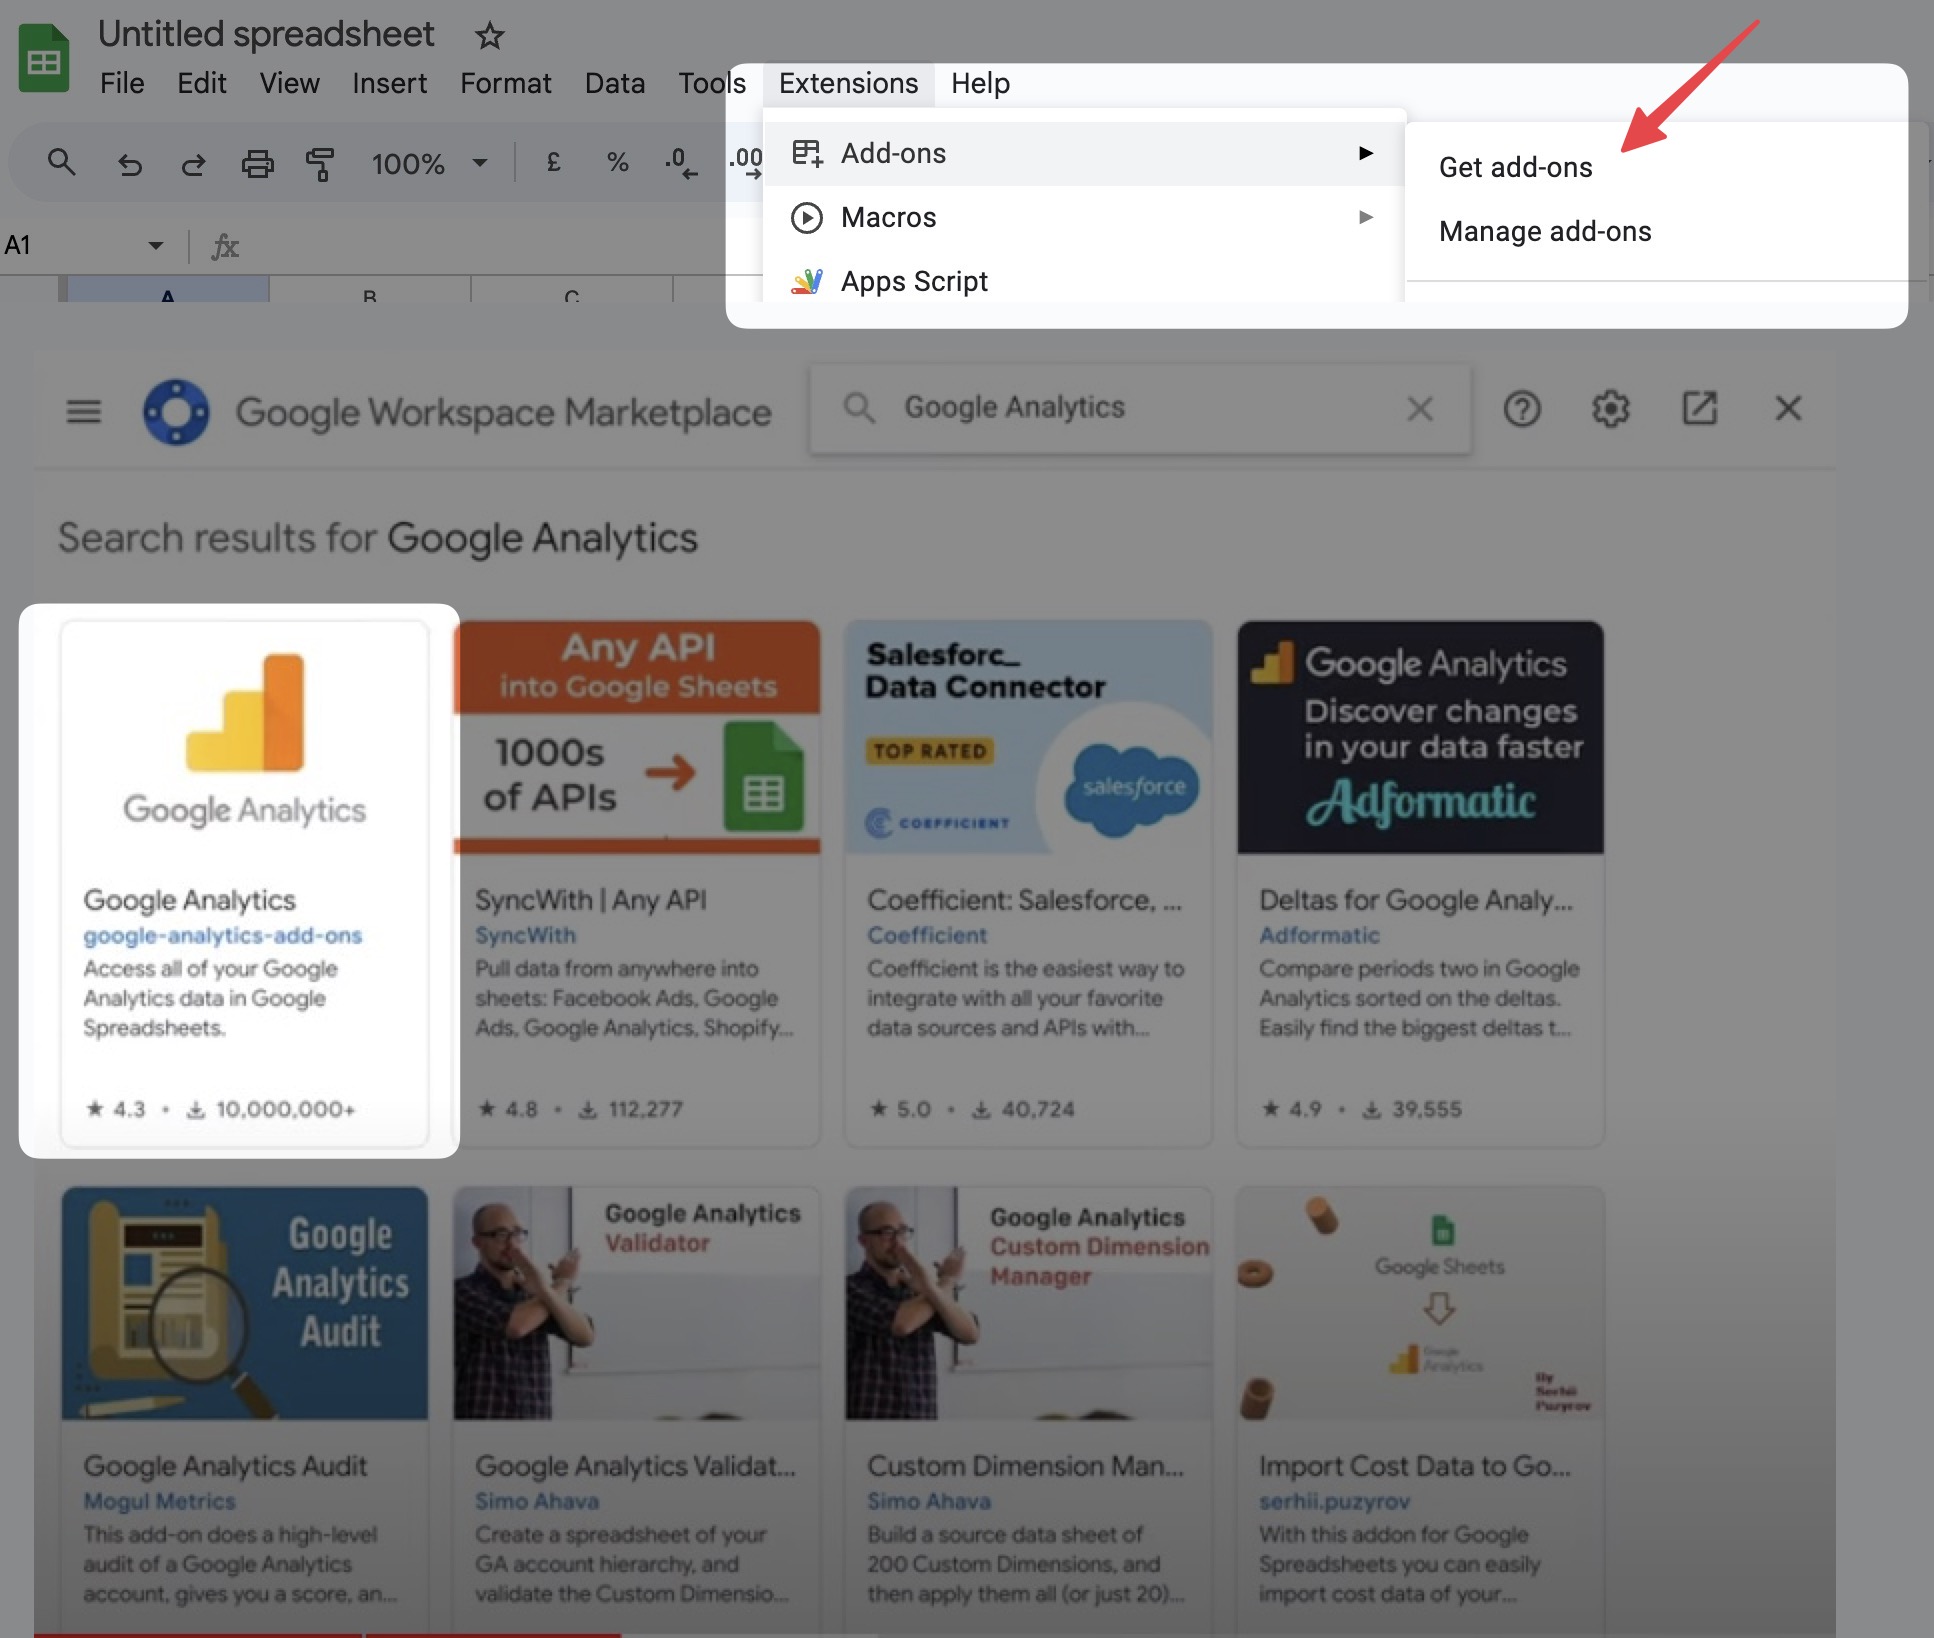 Untitled spreadsheet
File Edit View Insert Format Data Tools Extensions Help
100% £ % .0 .00
Add-ons
Get add-ons
Macros
Manage add-ons
A1 fx
Apps Script
A B C
Google Workspace Marketplace
Google Analytics
Search results for Google Analytics
Google Analytics
Google Analytics
google-analytics-add-ons
Access all of your Google
Analytics data in Google
Spreadsheets.
4.3 • 10,000,000+
Any API
into Google Sheets
1000s
of APIs
SyncWith | Any API
SyncWith
Pull data from anywhere into
sheets: Facebook Ads, Google
Ads, Google Analytics, Shopify...
4.8 • 112,277
Salesforc_
Data Connector
TOP RATED
salesforce
COEFFICIENT
Coefficient: Salesforce, ...
Coefficient
Coefficient is the easiest way to
integrate with all your favorite
data sources and APIs with...
5.0 • 40,724
Google Analytics
Discover changes
in your data faster
Adformatic
Deltas for Google Analy...
Adformatic
Compare periods two in Google
Analytics sorted on the deltas.
Easily find the biggest deltas t...
4.9 • 39,555
Google
Analytics
Audit
Google Analytics Audit
Mogul Metrics
This add-on does a high-level
audit of a Google Analytics
account, gives you a score, an...
Google Analytics
Validator
Google Analytics Validat...
Simo Ahava
Create a spreadsheet of your
GA account hierarchy, and
validate the Custom Dimensio...
Google Analytics
Custom Dimension
Manager
Custom Dimension Man...
Simo Ahava
Build a source data sheet of
200 Custom Dimensions, and
then apply them all (or just 20)...
Google Sheets
Google
Analytics
By
Serhii
Puzyrov
Import Cost Data to Go...
serhii.puzyrov
With this addon for Google
Spreadsheets you can easily
import cost data of your...